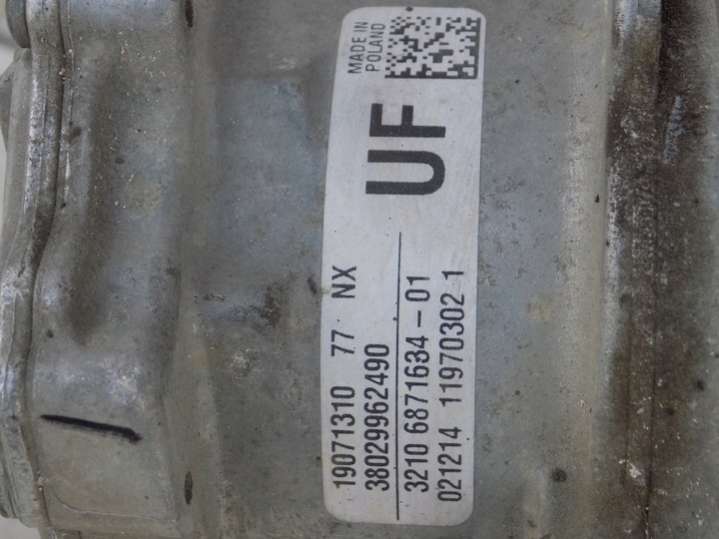 19071310 77 NX
38029962490
3210 6871634-01
021214 11970302 1
UF
MADE IN
POLAND